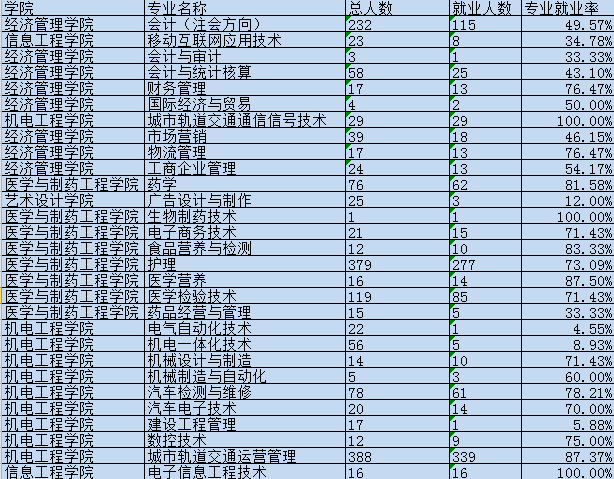 学院 专业名称 总人数 就业人数 专业就业率
经济管理学院 会计（注会方向） 232 115 49.57%
信息工程学院 移动互联网应用技术 23 8 34.78%
经济管理学院 会计与审计 3 1 33.33%
经济管理学院 会计与统计核算 58 25 43.10%
经济管理学院 财务管理 17 13 76.47%
经济管理学院 国际经济与贸易 4 2 50.00%
机电工程学院 城市轨道交通通信信号技术 29 29 100.00%
经济管理学院 市场营销 39 18 46.15%
经济管理学院 物流管理 17 13 76.47%
经济管理学院 工商企业管理 24 13 54.17%
医学与制药工程学院 药学 76 62 81.58%
艺术设计学院 广告设计与制作 25 3 12.00%
医学与制药工程学院 生物制药技术 1 1 100.00%
医学与制药工程学院 电子商务技术 21 15 71.43%
医学与制药工程学院 食品营养与检测 12 10 83.33%
医学与制药工程学院 护理 379 277 73.09%
医学与制药工程学院 医学营养 16 14 87.50%
医学与制药工程学院 医学检验技术 119 85 71.43%
医学与制药工程学院 药品经营与管理 15 5 33.33%
机电工程学院 电气自动化技术 22 1 4.55%
机电工程学院 机电一体化技术 56 5 8.93%
机电工程学院 机械设计与制造 14 10 71.43%
机电工程学院 机械制造与自动化 5 3 60.00%
机电工程学院 汽车检测与维修 78 61 78.21%
机电工程学院 汽车电子技术 20 14 70.00%
机电工程学院 建设工程管理 17 1 5.88%
机电工程学院 数控技术 12 9 75.00%
机电工程学院 城市轨道交通运营管理 388 339 87.37%
信息工程学院 电子信息工程技术 16 16 100.00%